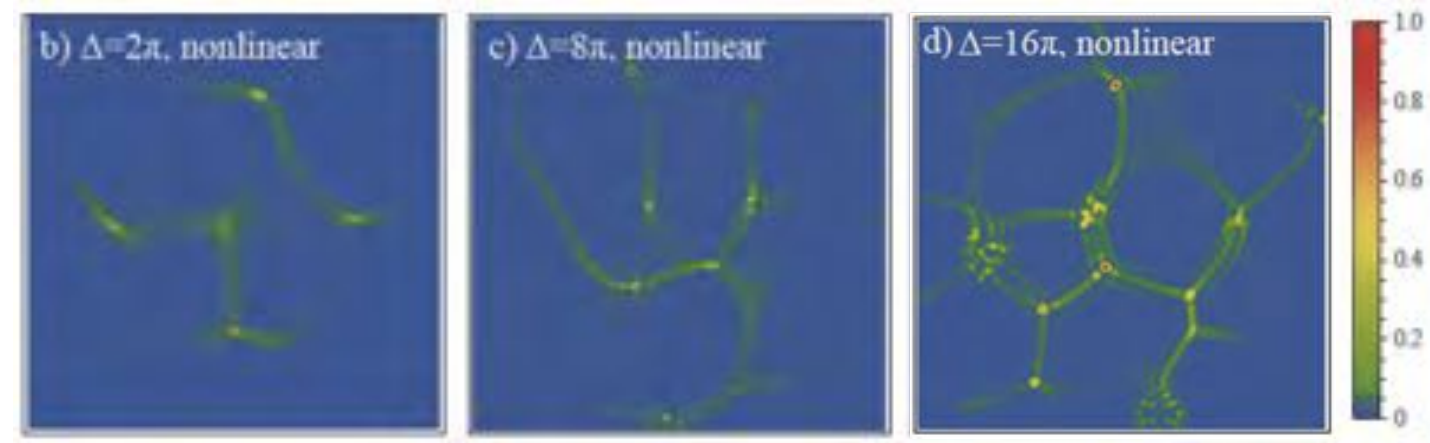 b) Δ=2π, nonlinear
c) Δ=8π, nonlinear
d) Δ=16π, nonlinear
1.0
0.8
0.6
0.4
0.2
0